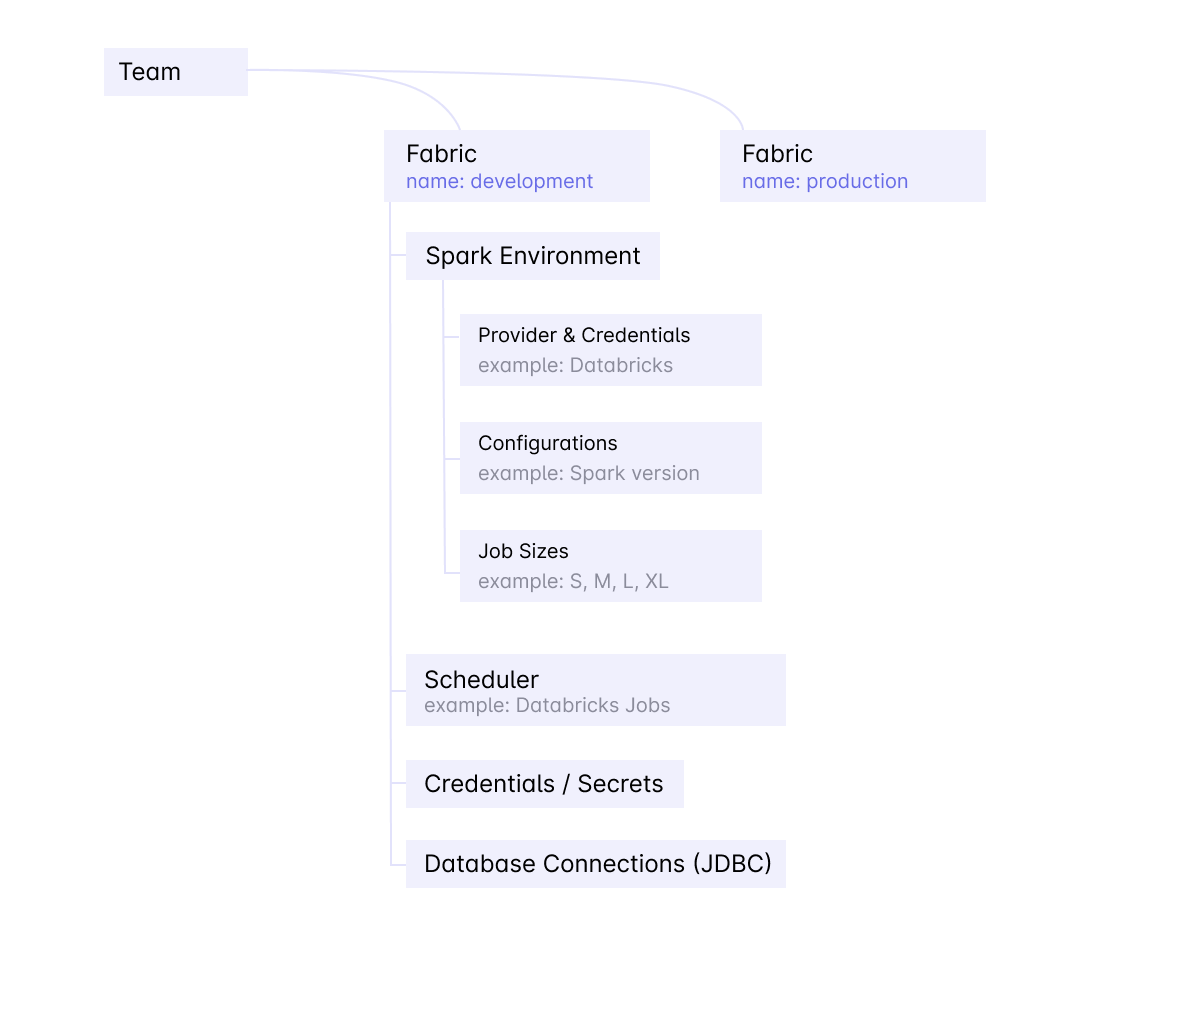 Team
Fabric
name: development
Fabric
name: production
Spark Environment
Provider & Credentials
example: Databricks
Configurations
example: Spark version
Job Sizes
example: S, M, L, XL
Scheduler
example: Databricks Jobs
Credentials / Secrets
Database Connections (JDBC)